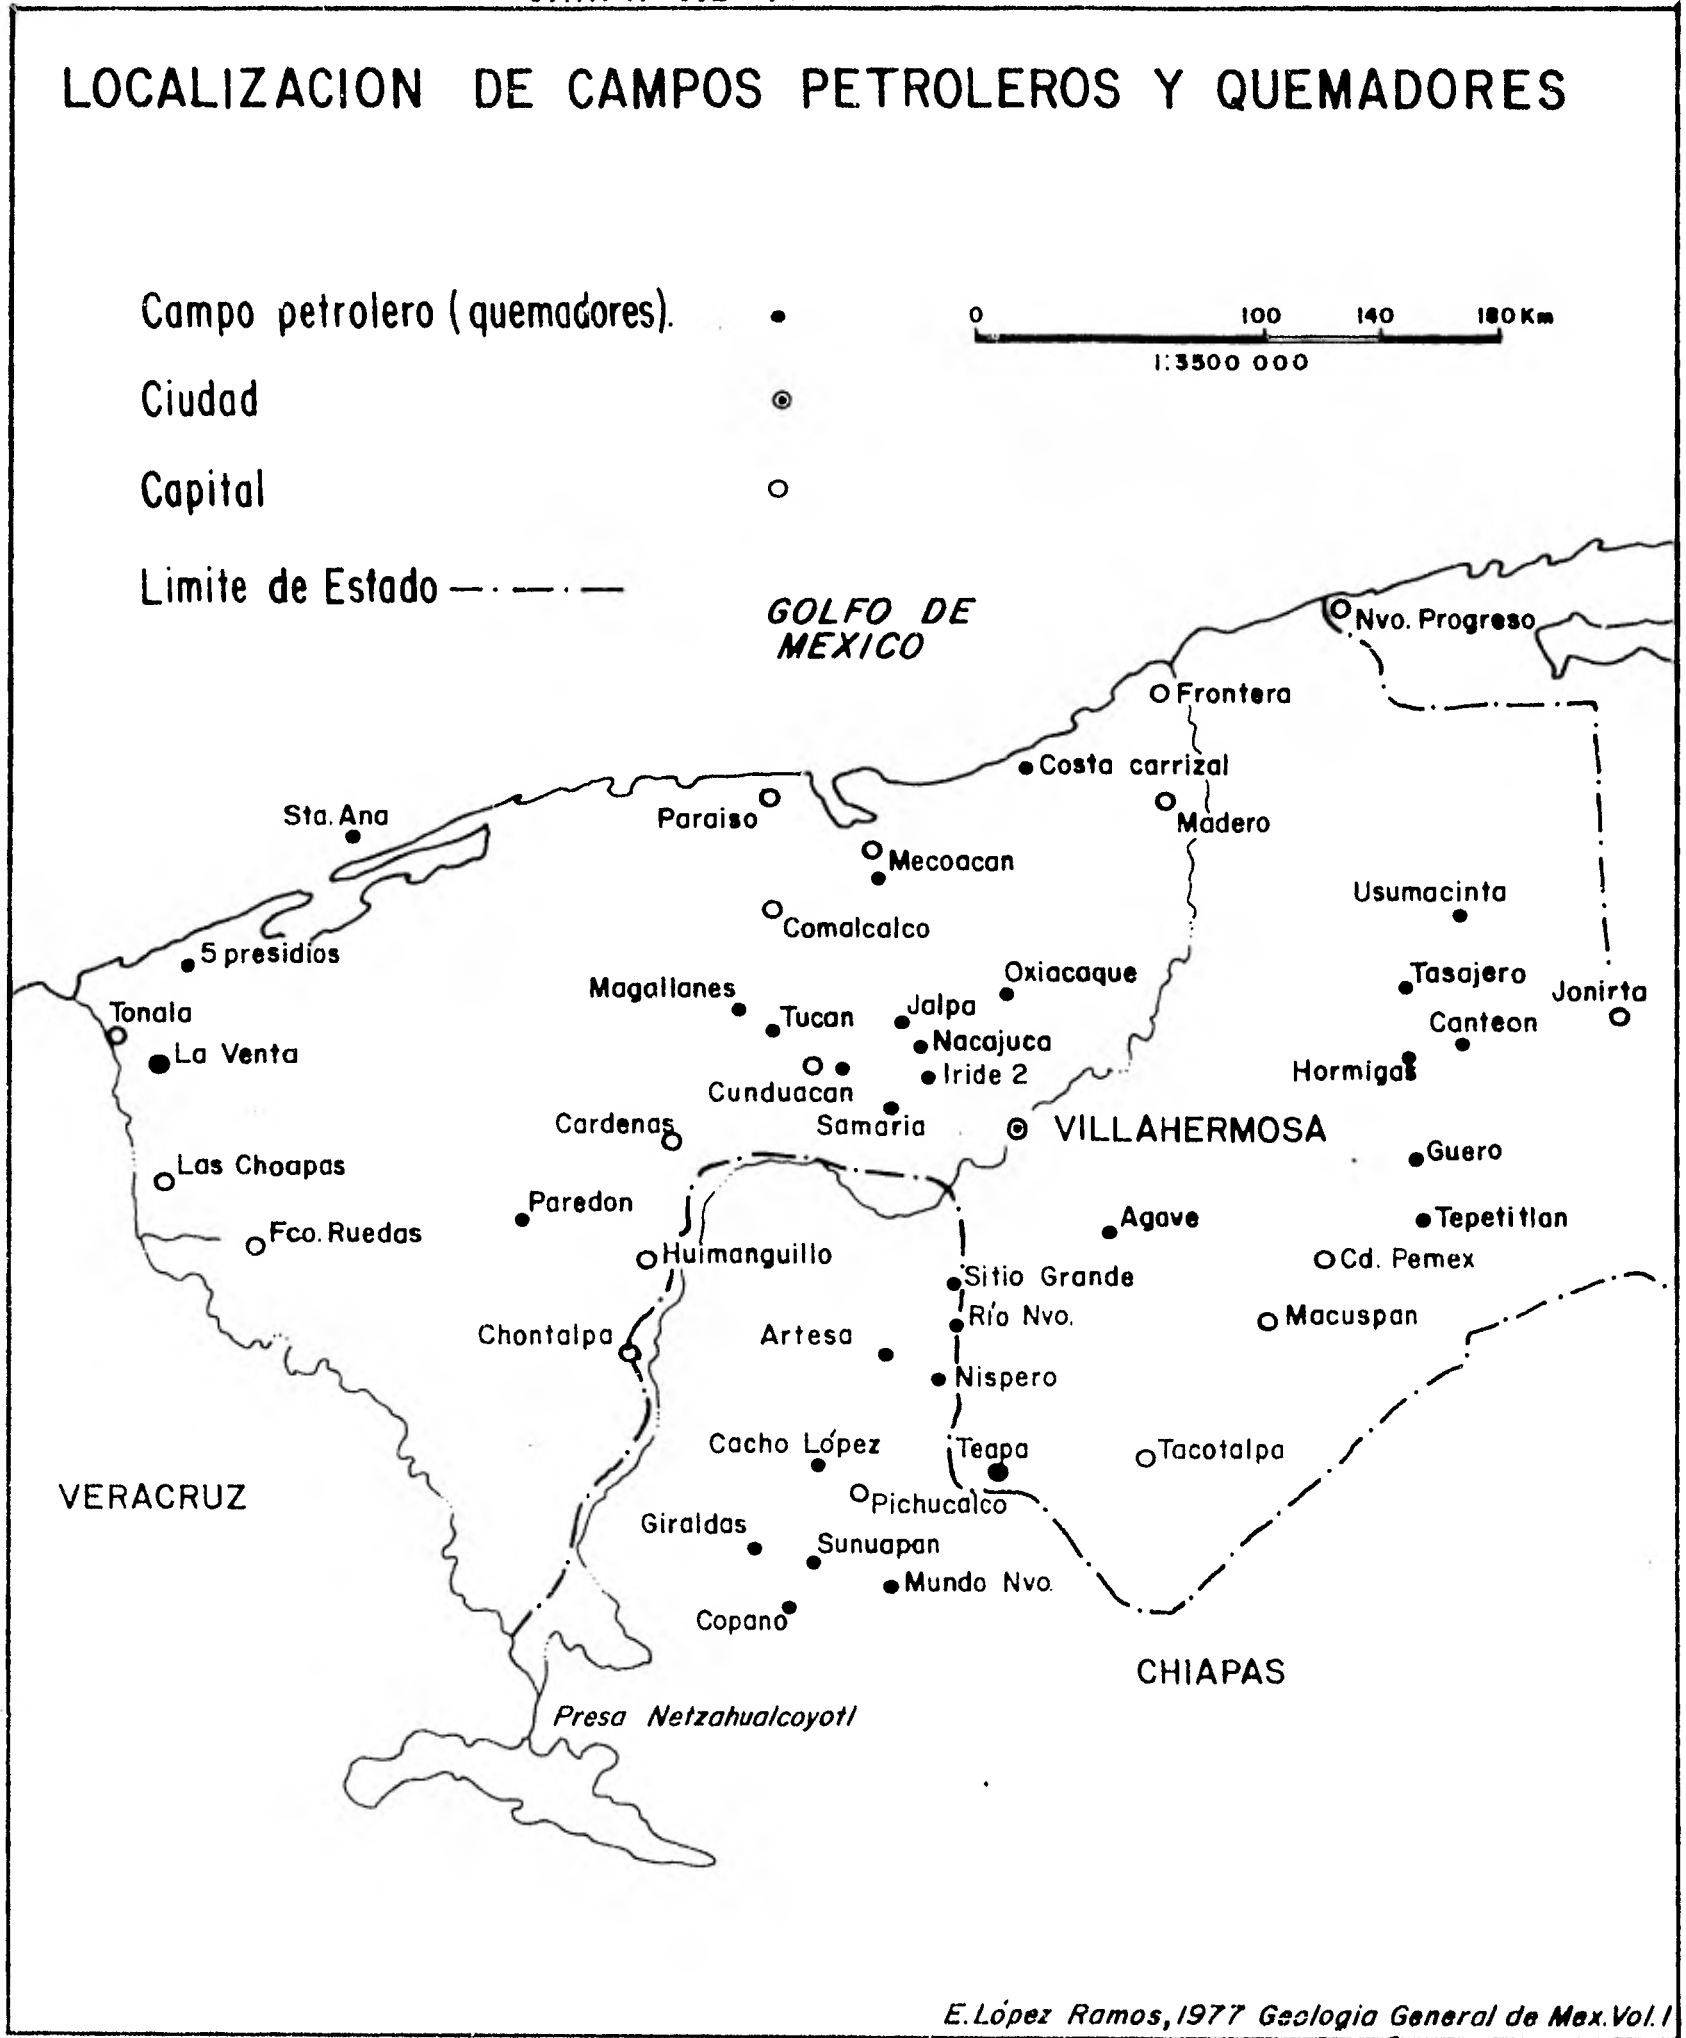 LOCALIZACION DE CAMPOS PETROLEROS Y QUEMADORES
Campo petrolero (quemadores).
0 100 140 180 Km
1:3500 000
Ciudad
Capital
Limite de Estado
GOLFO DE
MEXICO
Nvo. Progreso
Frontera
Costa carrizal
Sta. Ana
Paraiso
Madero
Mecoacan
Usumacinta
Comalcalco
5 presidios
Oxiacaque
Tasajero
Magallanes
Jonirta
Jalpa
Tonala
Tucan
Canteon
Nacajuca
La Venta
Iride 2
Hormigas
Cunduacan
Cardenas
Samaria
VILLAHERMOSA
Guero
Las Choapas
Paredon
Agave
Tepetitlan
Fco. Ruedas
Huimanguillo
Cd. Pemex
Sitio Grande
Río Nvo.
Macuspan
Chontalpa
Artesa
Nispero
Cacho López
Teapa
Tacotalpa
VERACRUZ
Pichucalco
Giraldas
Sunuapan
Mundo Nvo.
Copano
CHIAPAS
Presa Netzahualcoyotl
E. López Ramos, 1977 Geologia General de Mex. Vol. I